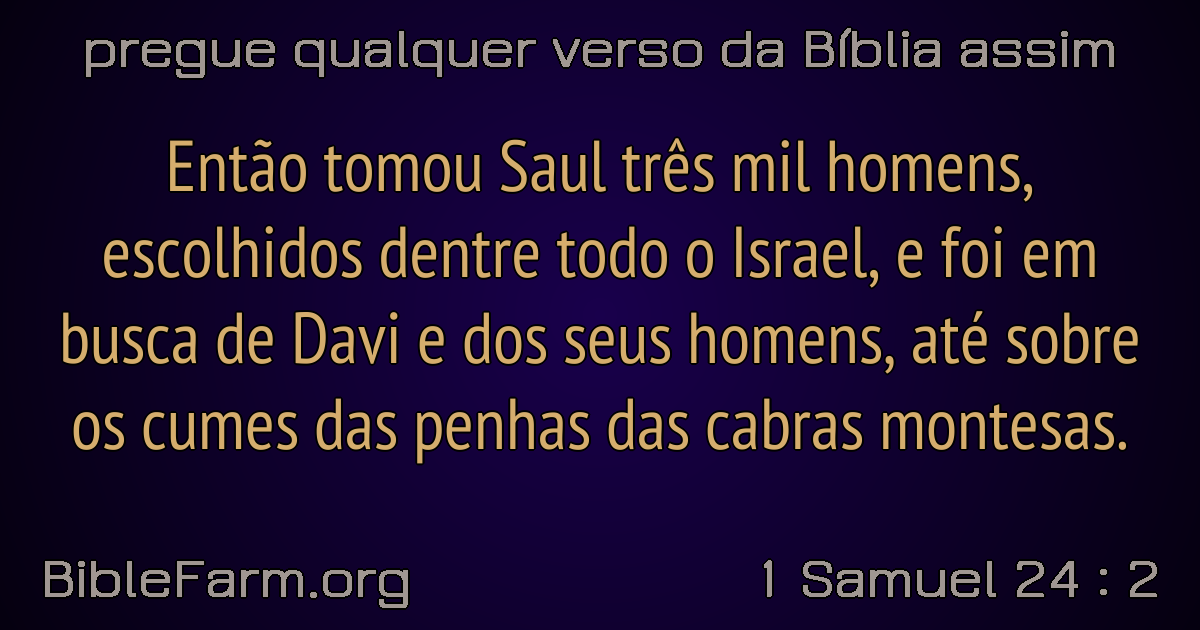 pregue qualquer verso da Bíblia assim
Então tomou Saul três mil homens,
escolhidos dentre todo o Israel, e foi em
busca de Davi e dos seus homens, até sobre
os cumes das penhas das cabras montesas.
BibleFarm.org
1 Samuel 24 : 2